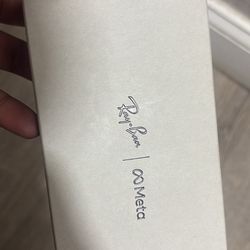 Ray-Ban | ∞ Meta